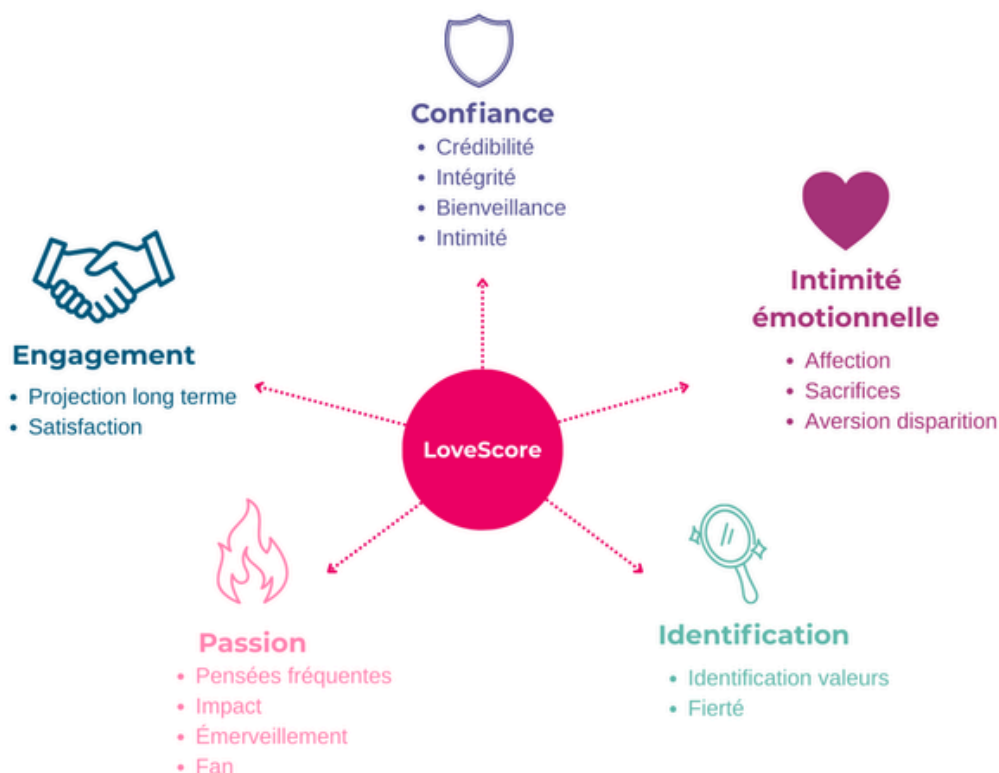 Confiance
• Crédibilité
• Intégrité
• Bienveillance
• Intimité
Intimité
émotionnelle
• Affection
• Sacrifices
• Aversion disparition
Engagement
• Projection long terme
• Satisfaction
LoveScore
Passion
• Pensées fréquentes
• Impact
• Émerveillement
• Fan
Identification
• Identification valeurs
• Fierté